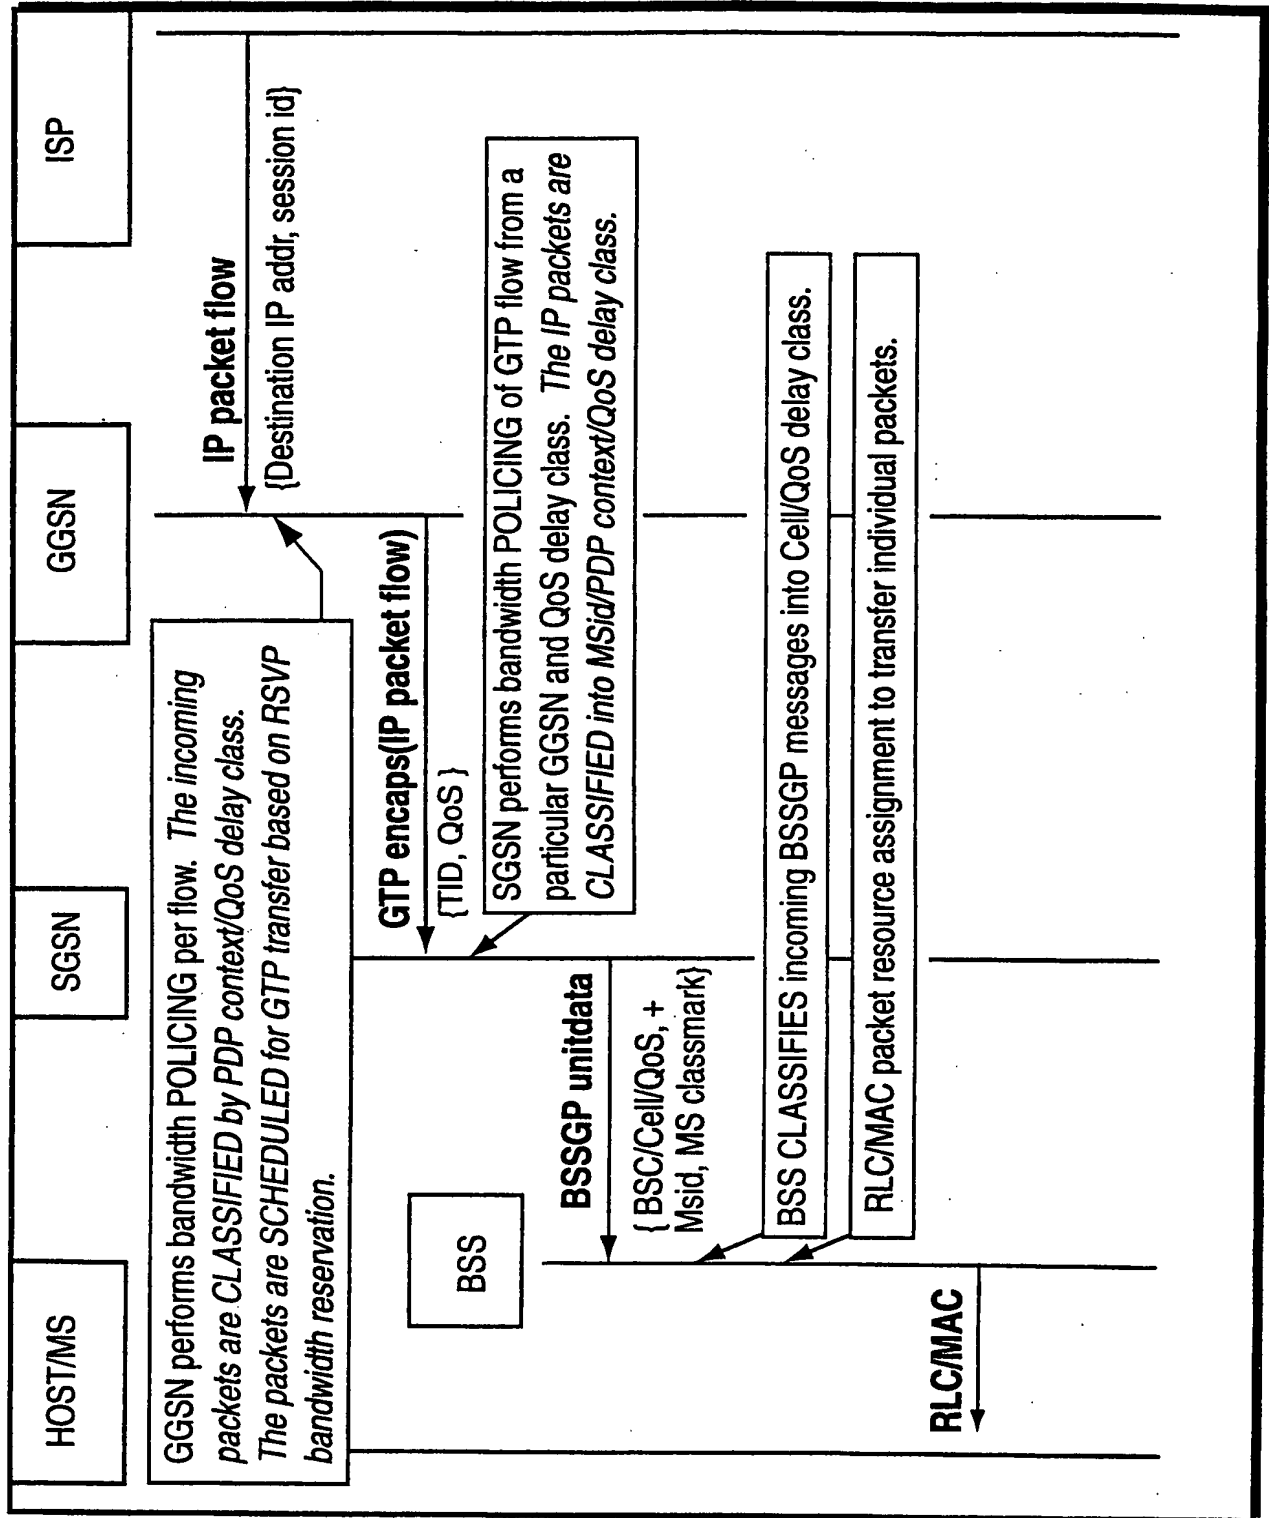 HOST/MS
SGSN
GGSN
ISP
GGSN performs bandwidth POLICING per flow. The incoming
packets are CLASSIFIED by PDP context/QoS delay class.
The packets are SCHEDULED for GTP transfer based on RSVP
bandwidth reservation.
IP packet flow
{Destination IP addr, session id}
GTP encaps(IP packet flow)
{TID, QoS }
BSS
SGSN performs bandwidth POLICING of GTP flow from a
particular GGSN and QoS delay class. The IP packets are
CLASSIFIED into MSid/PDP context/QoS delay class.
BSSGP unitdata
{ BSC/Cell/QoS, +
Msid, MS classmark}
BSS CLASSIFIES incoming BSSGP messages into Cell/QoS delay class.
RLC/MAC packet resource assignment to transfer individual packets.
RLC/MAC